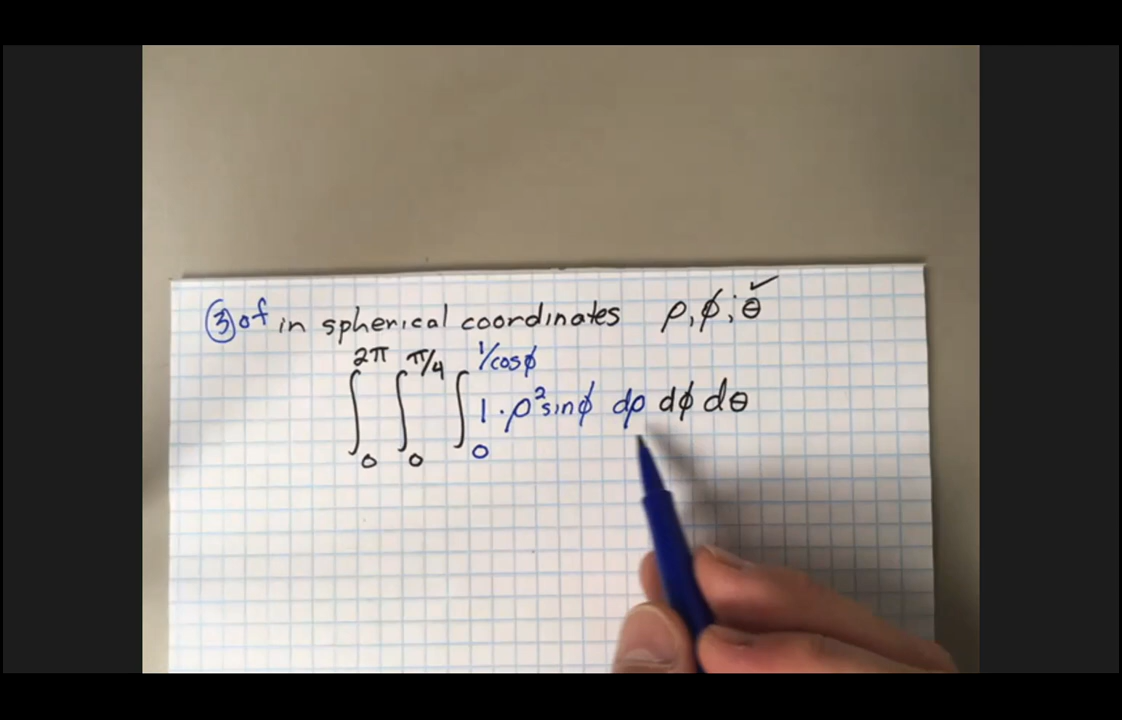 ③ of in spherical coordinates ρ, ϕ; θ ✓
∫₀^{2π} ∫₀^{π/4} ∫₀^{1/cosϕ} 1 · ρ² sinϕ dρ dϕ dθ